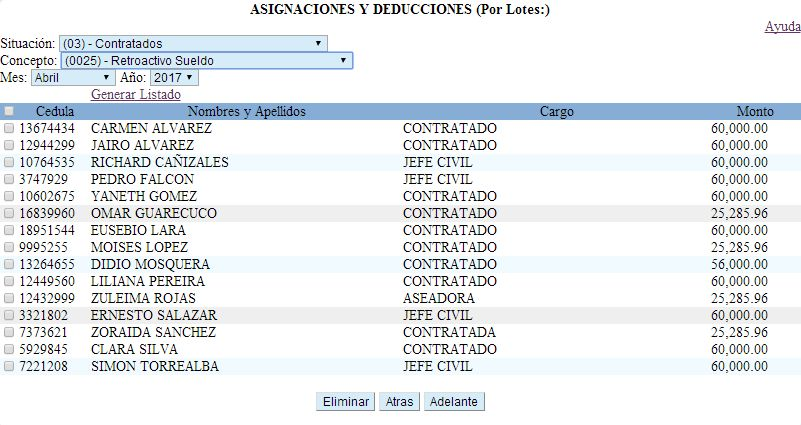 ASIGNACIONES Y DEDUCCIONES (Por Lotes:)
Ayuda
Situación: (03) - Contratados
Concepto: (0025) - Retroactivo Sueldo
Mes: Abril Año: 2017
Generar Listado
Cedula Nombres y Apellidos Cargo Monto
13674434 CARMEN ALVAREZ CONTRATADO 60,000.00
12944299 JAIRO ALVAREZ CONTRATADO 60,000.00
10764535 RICHARD CAÑIZALES JEFE CIVIL 60,000.00
3747929 PEDRO FALCON JEFE CIVIL 60,000.00
10602675 YANETH GOMEZ CONTRATADO 60,000.00
16839960 OMAR GUARECUCO CONTRATADO 25,285.96
18951544 EUSEBIO LARA CONTRATADO 60,000.00
9995255 MOISES LOPEZ CONTRATADO 25,285.96
13264655 DIDIO MOSQUERA CONTRATADO 56,000.00
12449560 LILIANA PEREIRA CONTRATADO 60,000.00
12432999 ZULEIMA ROJAS ASEADORA 25,285.96
3321802 ERNESTO SALAZAR JEFE CIVIL 60,000.00
7373621 ZORAIDA SANCHEZ CONTRATADA 25,285.96
5929845 CLARA SILVA CONTRATADO 60,000.00
7221208 SIMON TORREALBA JEFE CIVIL 60,000.00
Eliminar Atras Adelante